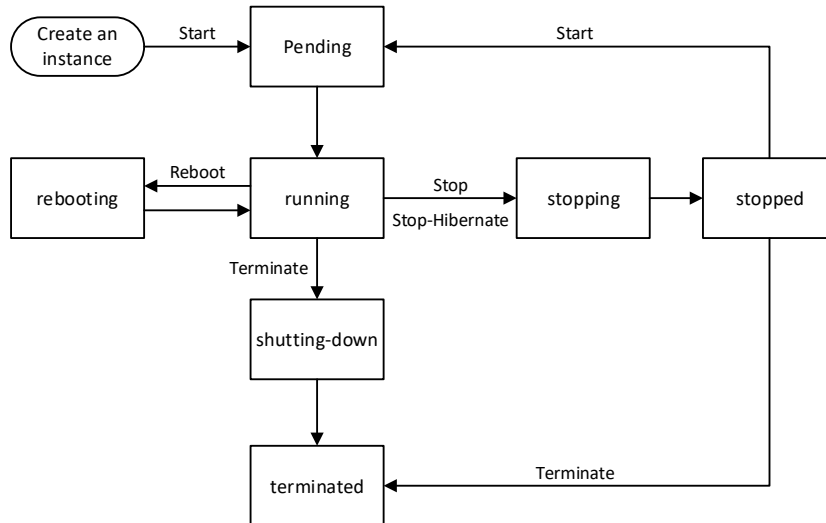 Create an
instance
Start
Pending
Start
rebooting
Reboot
running
Stop
Stop-Hibernate
stopping
stopped
Terminate
shutting-down
terminated
Terminate